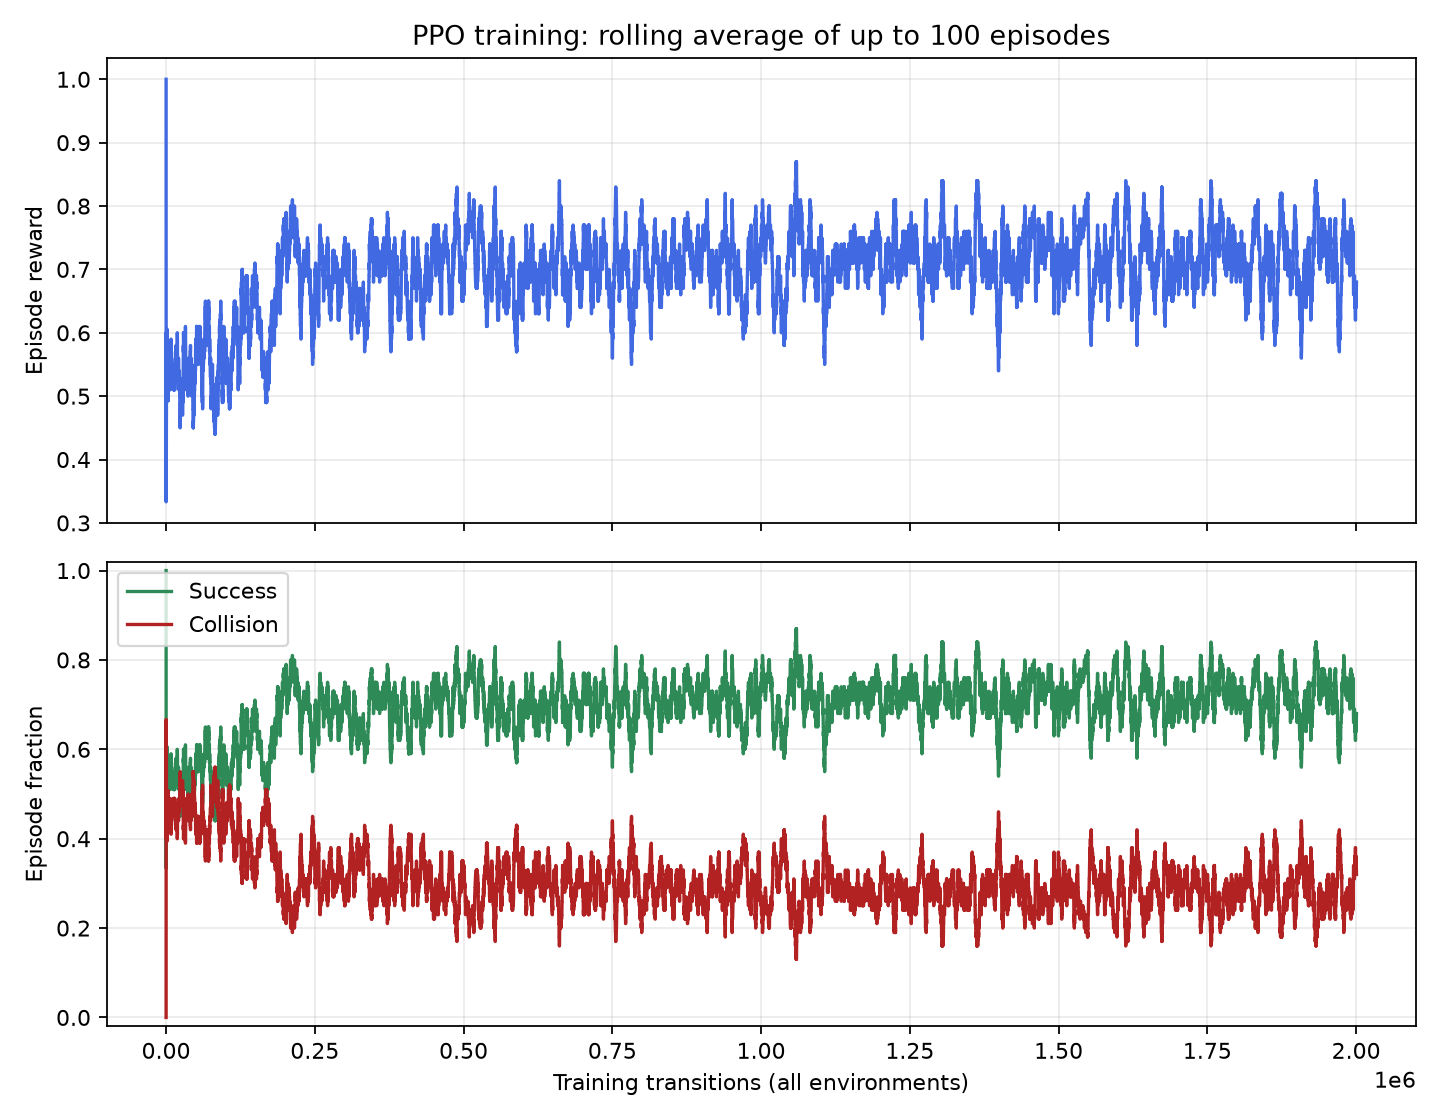 PPO training: rolling average of up to 100 episodes
1.0
0.9
0.8
0.7
0.6
0.5
0.4
0.3
Episode reward
1.0
0.8
0.6
0.4
0.2
0.0
Episode fraction
Success
Collision
0.00 0.25 0.50 0.75 1.00 1.25 1.50 1.75 2.00
1e6
Training transitions (all environments)